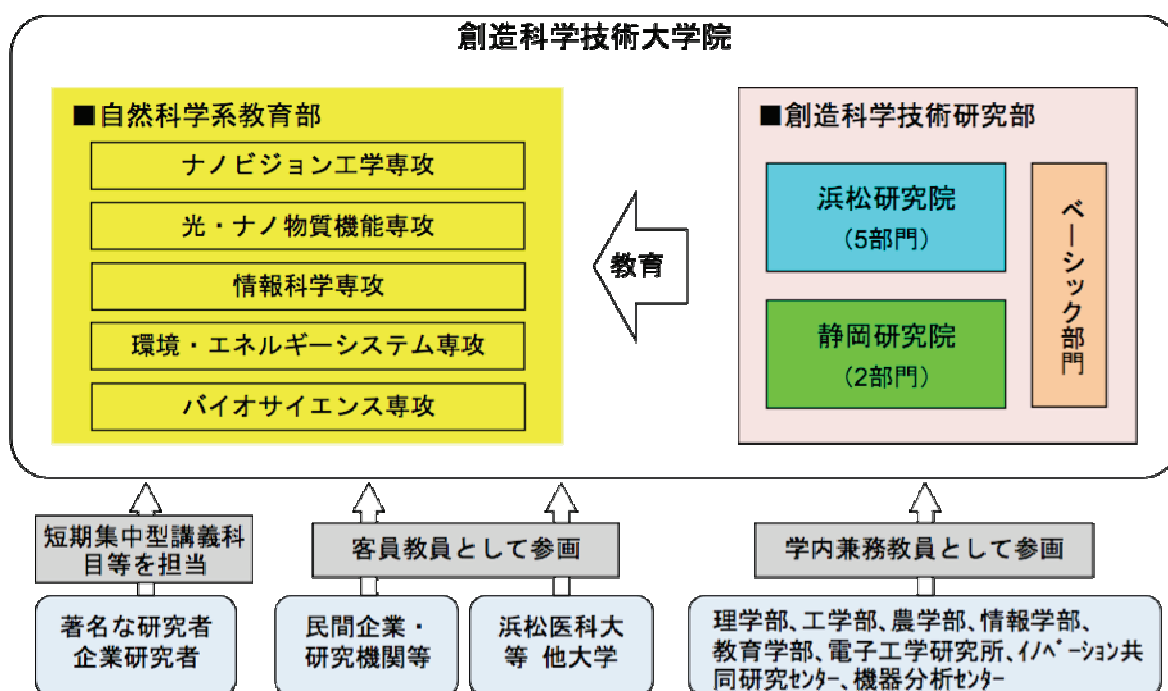 創造科学技術大学院
■自然科学系教育部
ナノビジョン工学専攻
光・ナノ物質機能専攻
情報科学専攻
環境・エネルギーシステム専攻
バイオサイエンス専攻
教育
■創造科学技術研究部
浜松研究院
（5部門）
静岡研究院
（2部門）
ベーシック部門
短期集中型講義科
目等を担当
客員教員として参画
学内兼務教員として参画
著名な研究者
企業研究者
民間企業・
研究機関等
浜松医科大
等 他大学
理学部、工学部、農学部、情報学部、
教育学部、電子工学研究所、ｲﾉﾍﾞｰｼｮﾝ共
同研究ｾﾝﾀｰ、機器分析ｾﾝﾀｰ